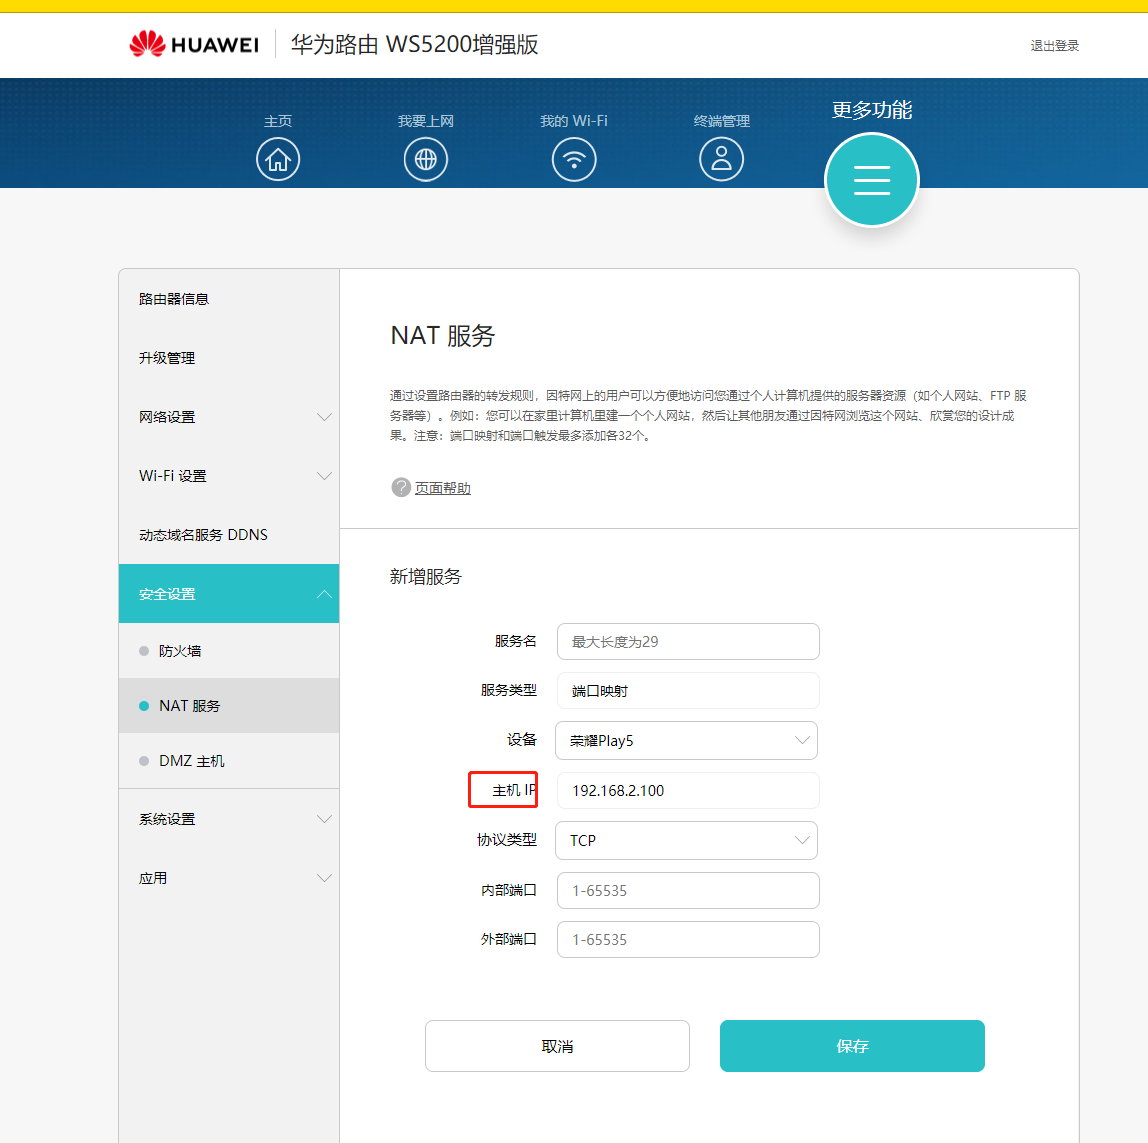 HUAWEI 华为路由 WS5200增强版
退出登录
主页
我要上网
我的 Wi-Fi
终端管理
更多功能
路由器信息
升级管理
网络设置
Wi-Fi 设置
动态域名服务 DDNS
安全设置
防火墙
NAT 服务
DMZ 主机
系统设置
应用
NAT 服务
通过设置路由器的转发规则，因特网上的用户可以方便地访问您通过个人计算机提供的服务器资源（如个人网站、FTP 服
务器等）。例如：您可以在家里计算机里建一个个人网站，然后让其他朋友通过因特网浏览这个网站、欣赏您的设计成
果。注意：端口映射和端口触发最多添加各32个。
? 页面帮助
新增服务
服务名 最大长度为29
服务类型 端口映射
设备 荣耀Play5
主机 IP 192.168.2.100
协议类型 TCP
内部端口 1-65535
外部端口 1-65535
取消
保存